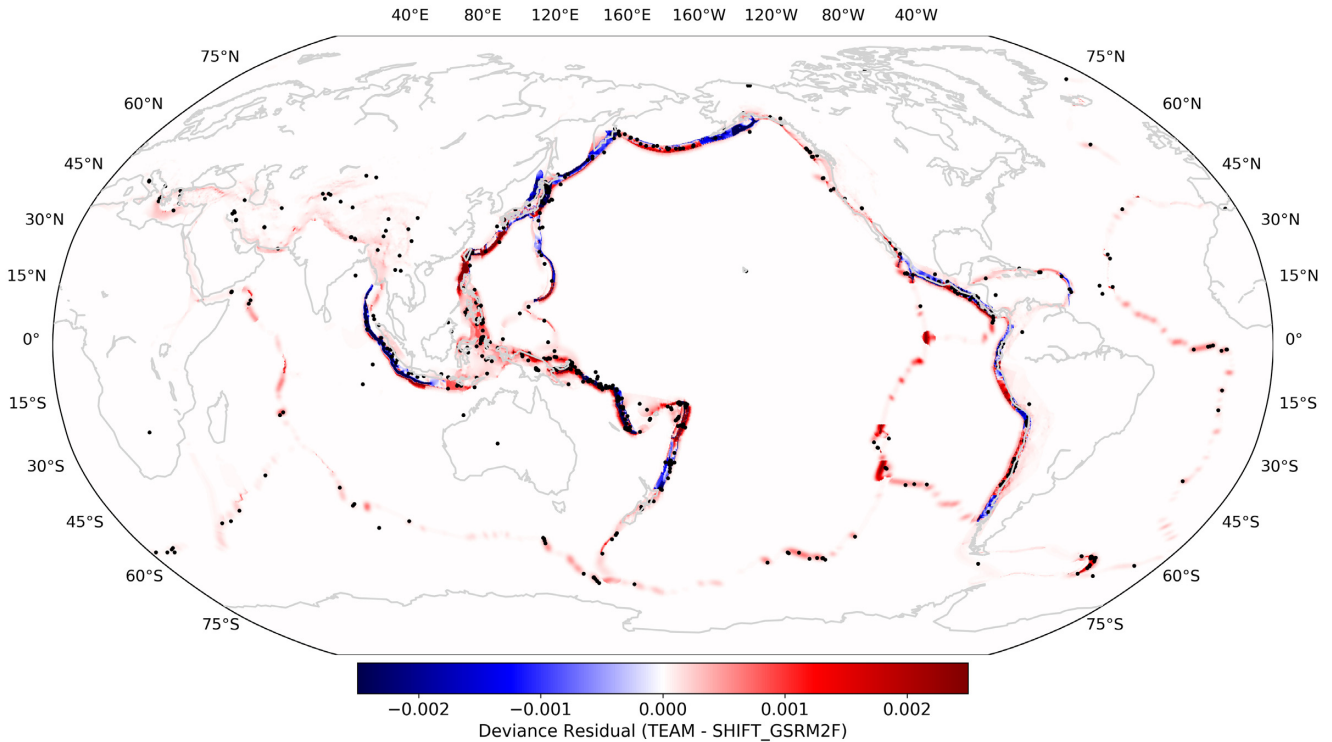 40°E 80°E 120°E 160°E 160°W 120°W 80°W 40°W
75°N 75°N
60°N 60°N
45°N 45°N
30°N 30°N
15°N 15°N
0° 0°
15°S 15°S
30°S 30°S
45°S 45°S
60°S 60°S
75°S 75°S
−0.002 −0.001 0.000 0.001 0.002
Deviance Residual (TEAM - SHIFT_GSRM2F)